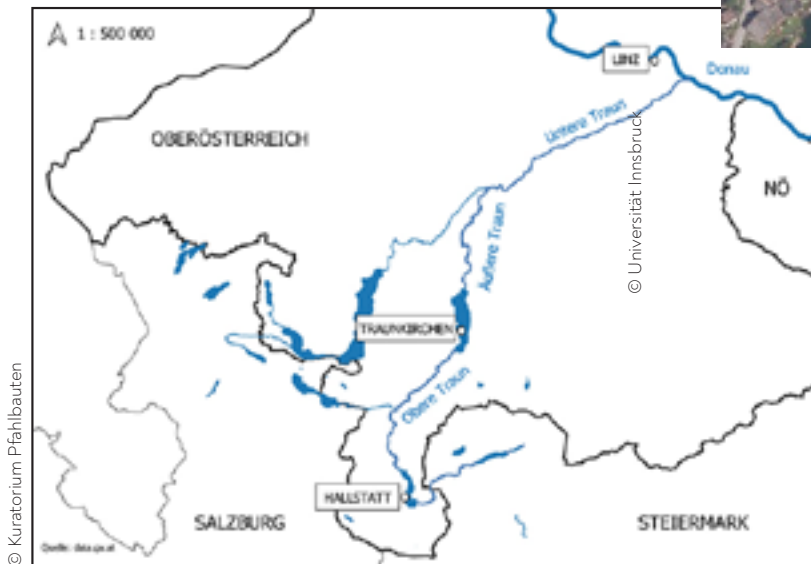 1 : 500 000
LINZ
Donau
Untere Traun
OBERÖSTERREICH
© Universität Innsbruck
NÖ
Äußere Traun
TRAUNKIRCHEN
Obere Traun
© Kuratorium Pfahlbauten
HALLSTATT
SALZBURG
STEIERMARK
Quelle: data.gv.at